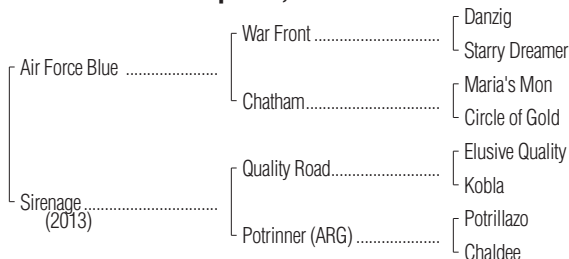 Danzig
War Front
Starry Dreamer
Air Force Blue
Maria's Mon
Chatham
Circle of Gold
Elusive Quality
Quality Road
Kobla
Sirenage
(2013)
Potrillazo
Potrinner (ARG)
Chaldee